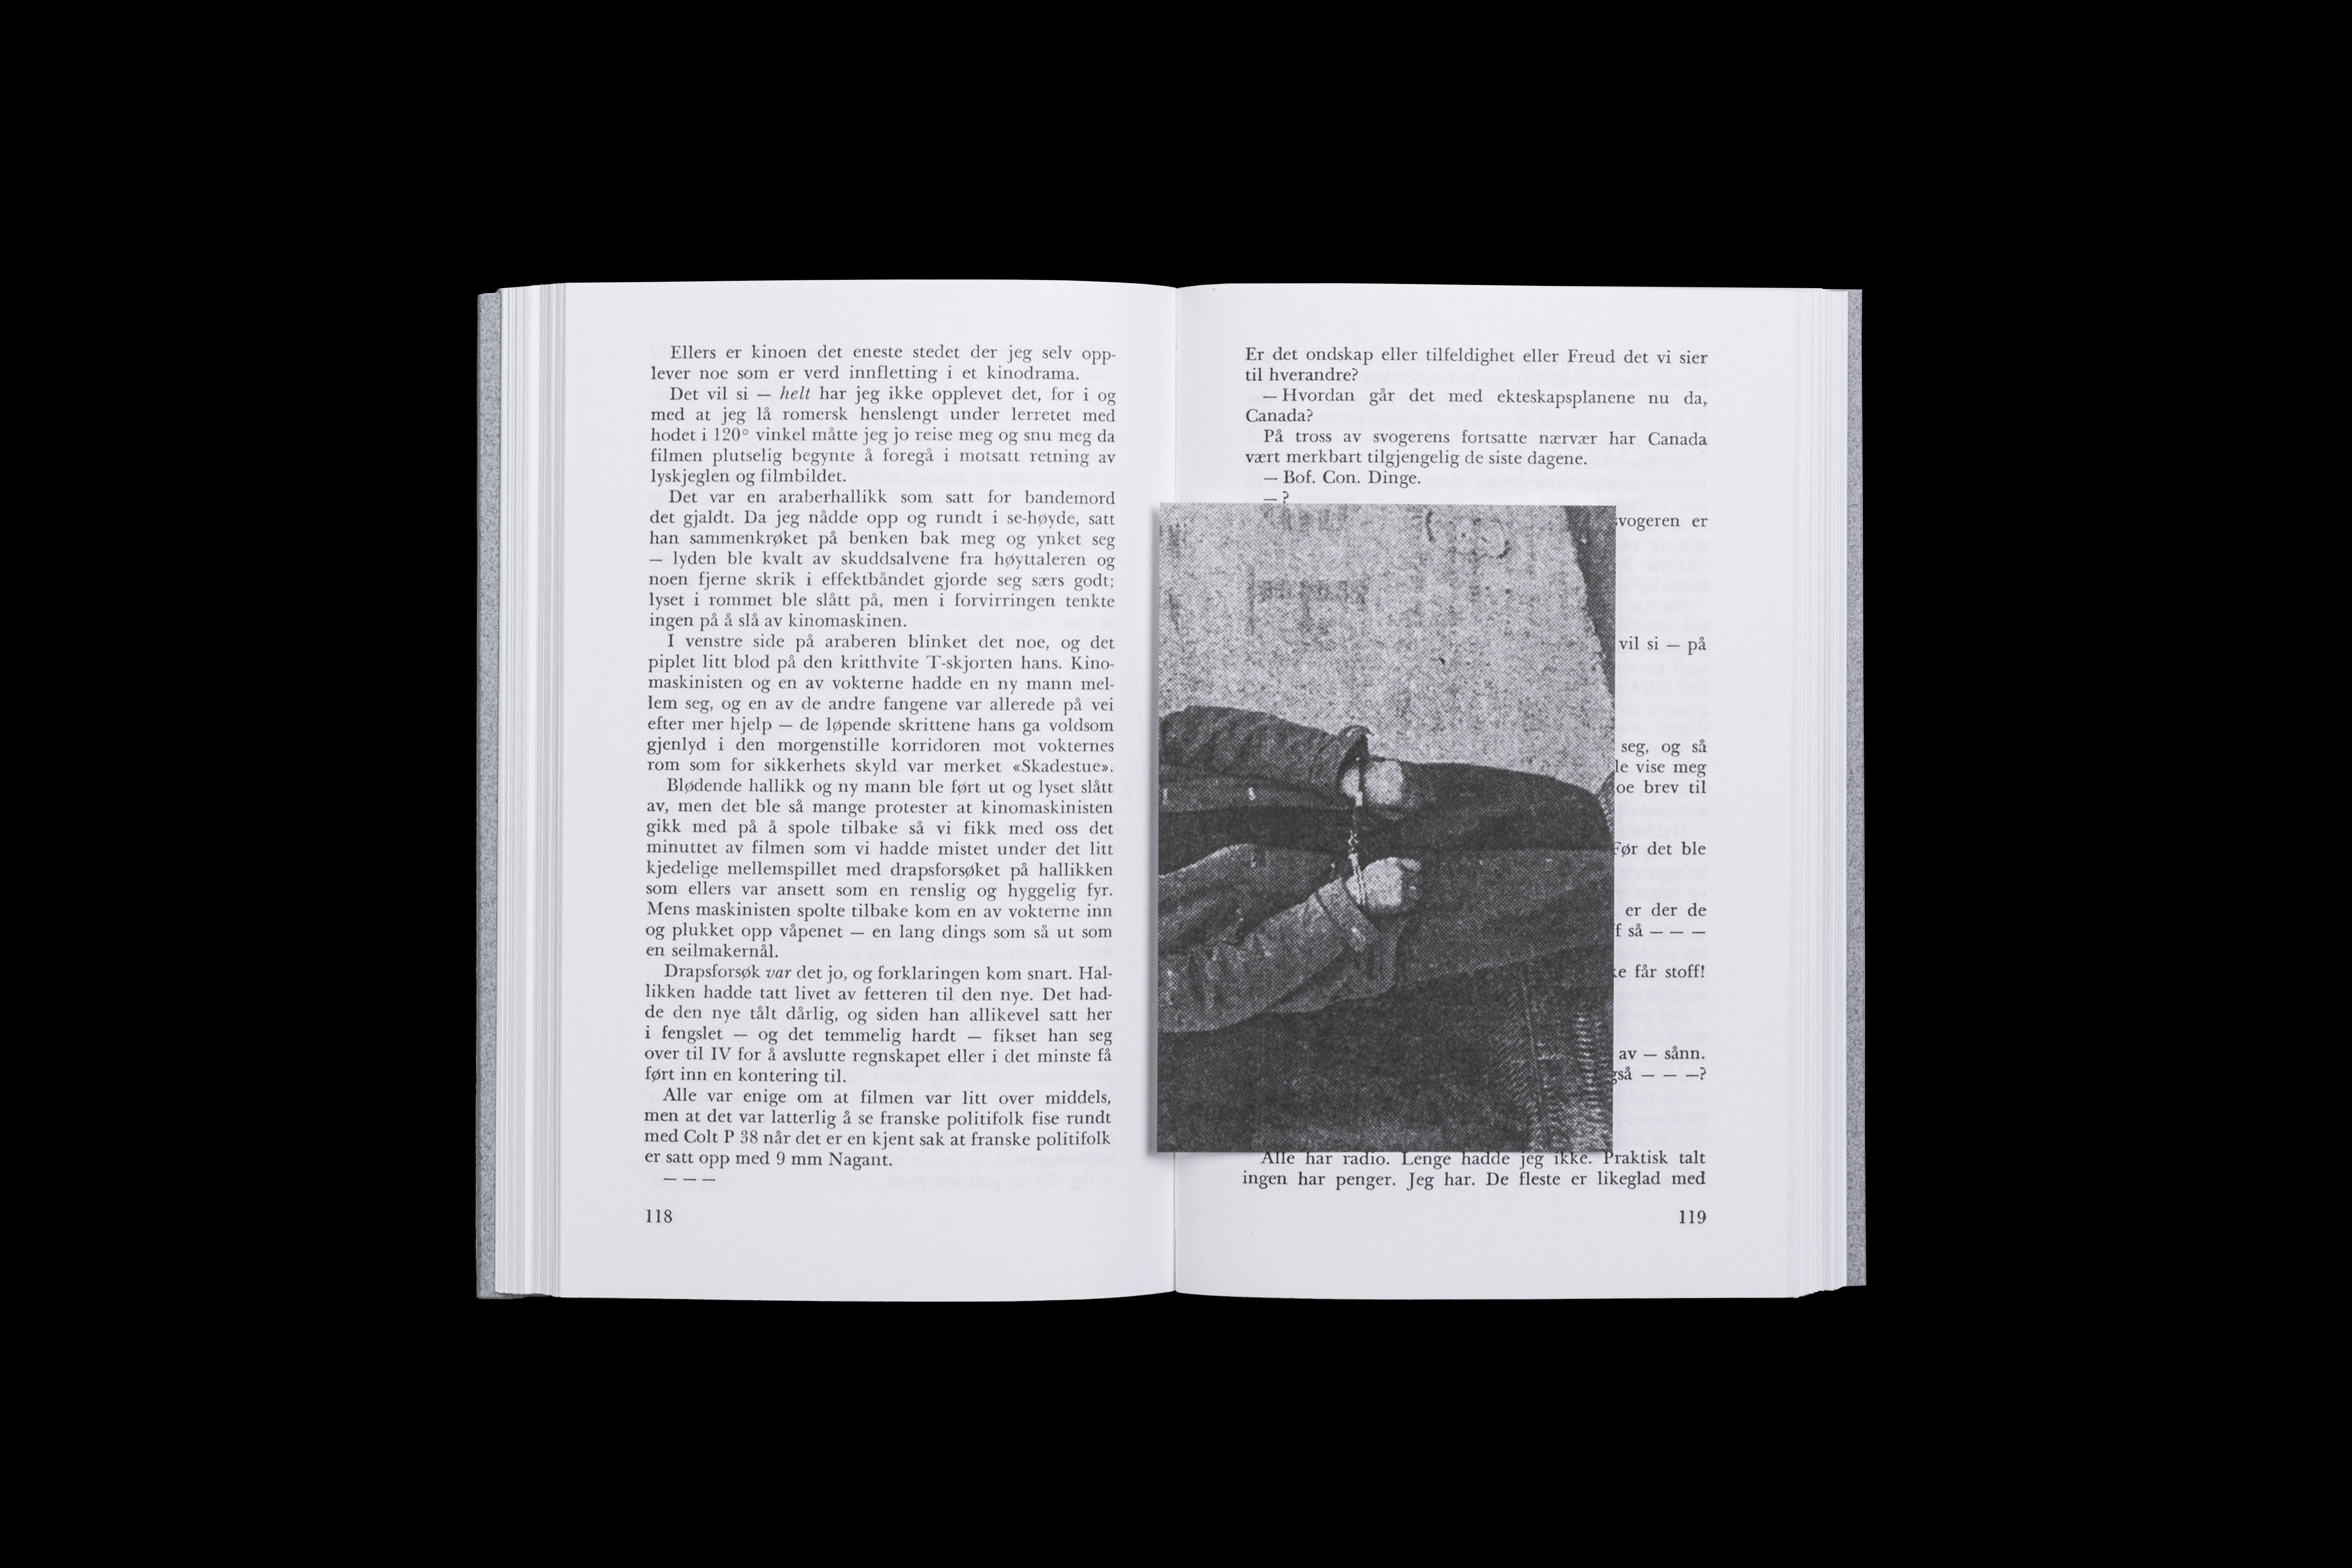 Ellers er kinoen det eneste stedet der jeg selv opp-
lever noe som er verd innfletting i et kinodrama.
Det vil si — helt har jeg ikke opplevet det, for i og
med at jeg lå romersk henslengt under lerretet med
hodet i 120° vinkel måtte jeg jo reise meg og snu meg da
filmen plutselig begynte å foregå i motsatt retning av
lyskjeglen og filmbildet.
Det var en araberhallikk som satt for bandemord
det gjaldt. Da jeg nådde opp og rundt i se-høyde, satt
han sammenkrøket på benken bak meg og ynket seg
— lyden ble kvalt av skuddsalvene fra høyttaleren og
noen fjerne skrik i effektbåndet gjorde seg særs godt;
lyset i rommet ble slått på, men i forvirringen tenkte
ingen på å slå av kinomaskinen.
I venstre side på araberen blinket det noe, og det
piplet litt blod på den kritthvite T-skjorten hans. Kino-
maskinisten og en av vokterne hadde en ny mann mel-
lem seg, og en av de andre fangene var allerede på vei
efter mer hjelp — de løpende skrittene hans ga voldsom
gjenlyd i den morgenstille korridoren mot vokternes
rom som for sikkerhets skyld var merket «Skadestue».
Blødende hallikk og ny mann ble ført ut og lyset slått
av, men det ble så mange protester at kinomaskinisten
gikk med på å spole tilbake så vi fikk med oss det
minuttet av filmen som vi hadde mistet under det litt
kjedelige mellemspillet med drapsforsøket på hallikken
som ellers var ansett som en renslig og hyggelig fyr.
Mens maskinisten spolte tilbake kom en av vokterne inn
og plukket opp våpenet — en lang dings som så ut som
en seilmakernål.
Drapsforsøk var det jo, og forklaringen kom snart. Hal-
likken hadde tatt livet av fetteren til den nye. Det had-
de den nye tålt dårlig, og siden han allikevel satt her
i fengslet — og det temmelig hardt — fikset han seg
over til IV for å avslutte regnskapet eller i det minste få
ført inn en kontering til.
Alle var enige om at filmen var litt over middels,
men at det var latterlig å se franske politifolk fise rundt
med Colt P 38 når det er en kjent sak at franske politifolk
er satt opp med 9 mm Nagant.
— — —
118
Er det ondskap eller tilfeldighet eller Freud det vi sier
til hverandre?
— Hvordan går det med ekteskapsplanene nu da,
Canada?
På tross av svogerens fortsatte nærvær har Canada
vært merkbart tilgjengelig de siste dagene.
— Bof. Con. Dinge.
— ?
svogeren er
vil si — på
seg, og så
vise meg
brev til
Før det ble
er der de
så — — —
får stoff!
av — sånn.
— — —?
Alle har radio. Lenge hadde jeg ikke. Praktisk talt
ingen har penger. Jeg har. De fleste er likeglad med
119